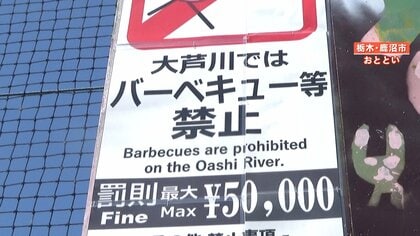 栃木・鹿沼市
おととい
大芦川では
バーベキュー等
禁止
Barbecues are prohibited
on the Oashi River.
罰則 最大 ¥50,000
Fine Max